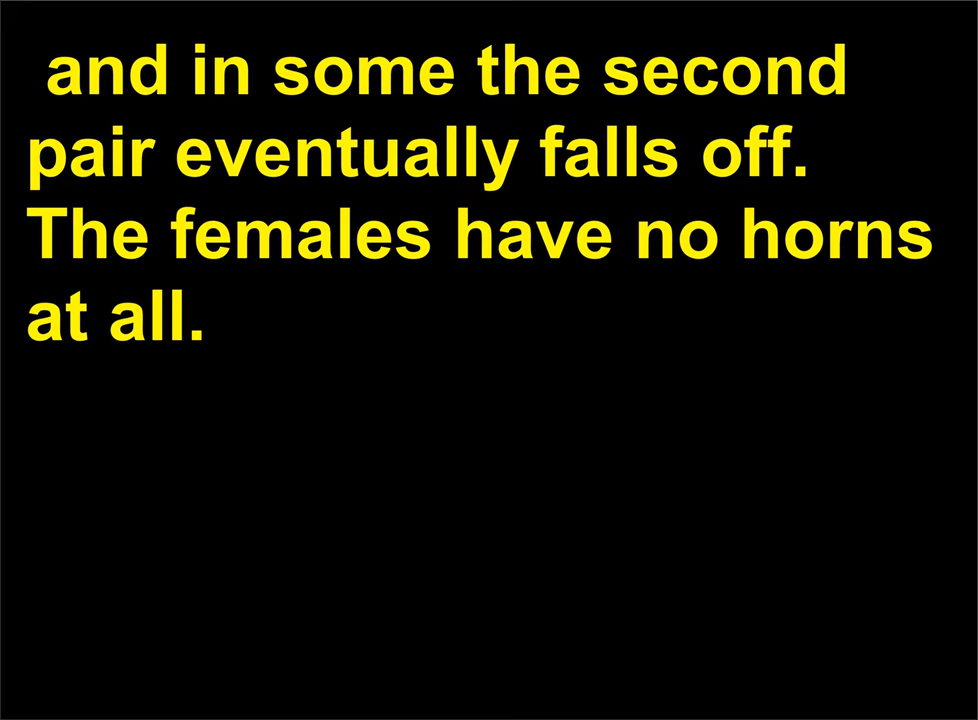 and in some the second
pair eventually falls off.
The females have no horns
at all.